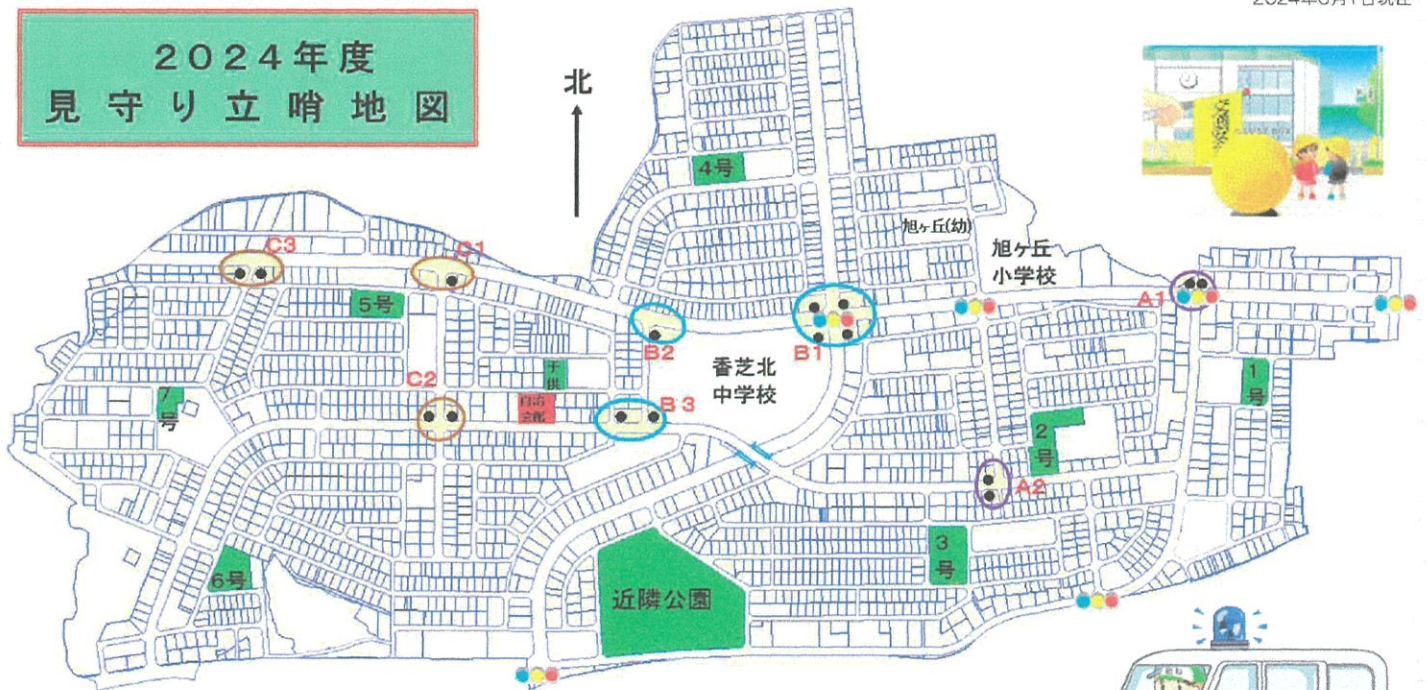 2024年度
見守り立哨地図
北
4号
旭ヶ丘(幼)
旭ヶ丘
小学校
C3
C1
A1
5号
B2
B1
香芝北
中学校
子供
1号
C2
自治
会館
B3
7号
2号
A2
3号
6号
近隣公園